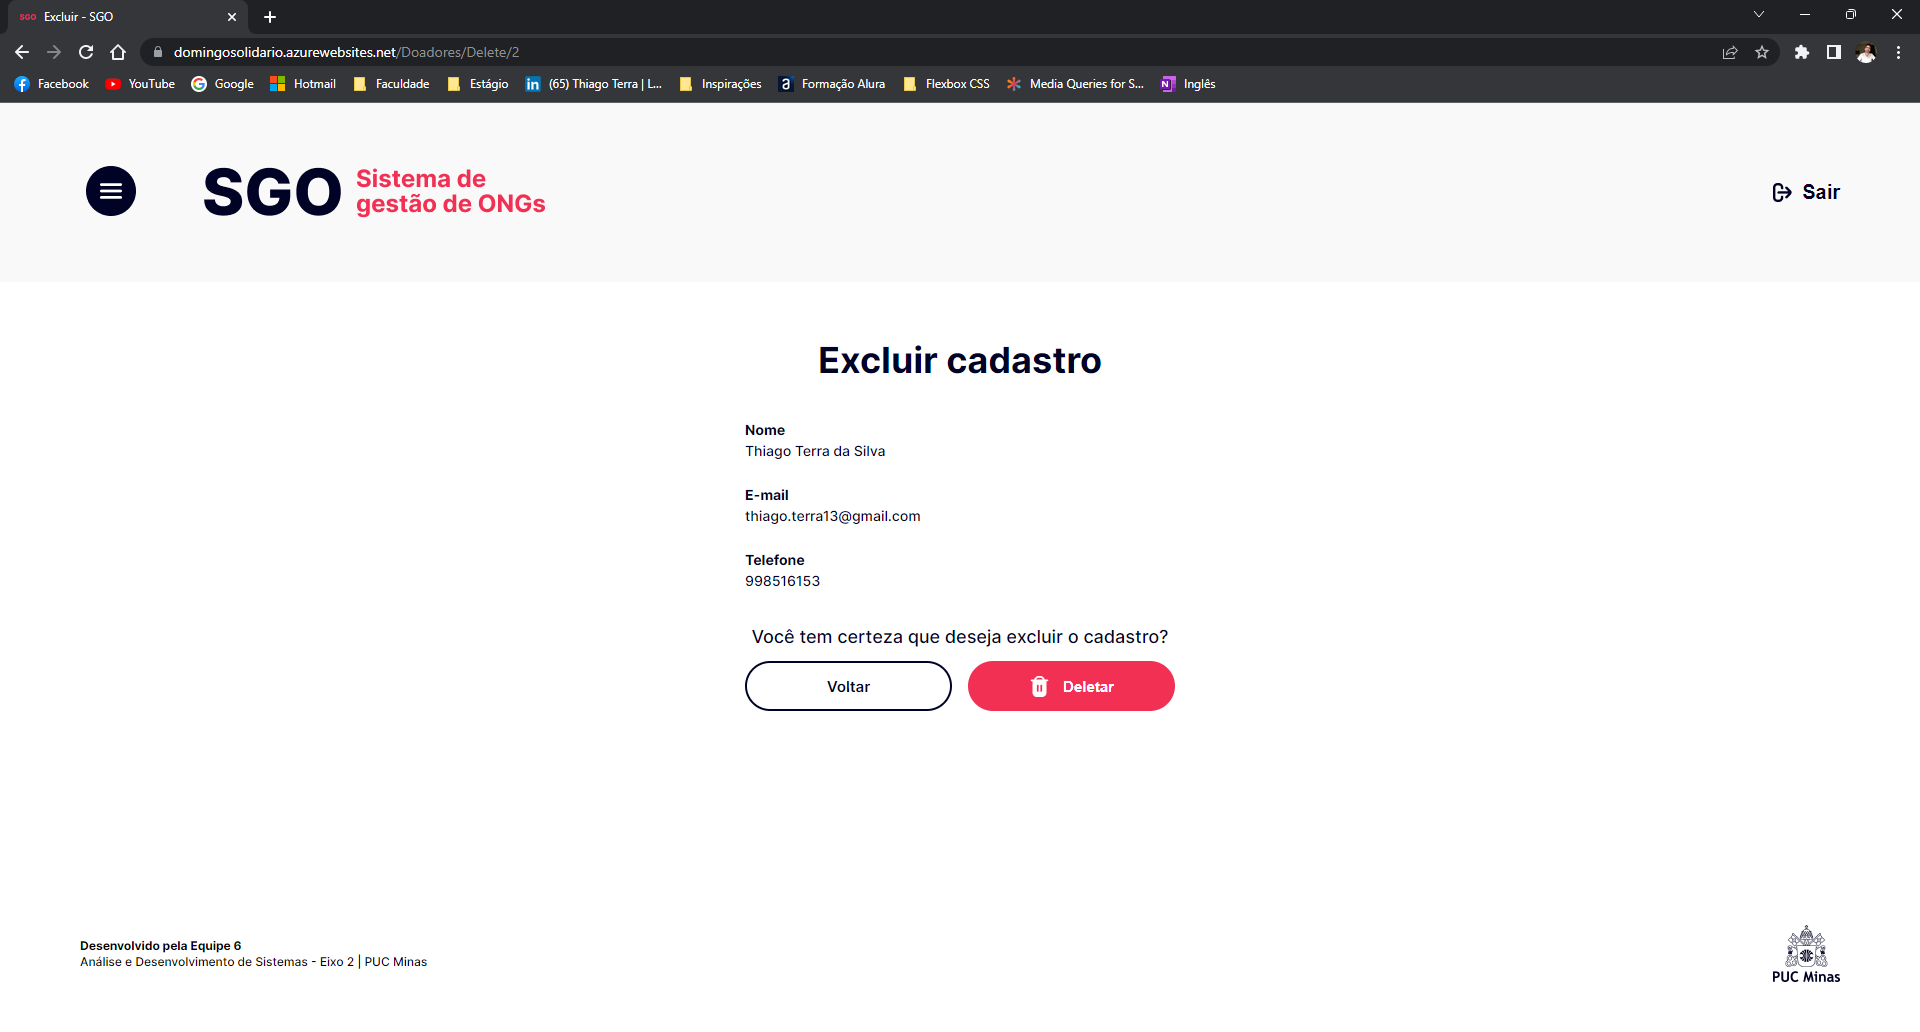 SGO Excluir - SGO
domingosolidario.azurewebsites.net/Doadores/Delete/2
Facebook YouTube Google Hotmail Faculdade Estágio in (65) Thiago Terra | L... Inspirações a Formação Alura Flexbox CSS Media Queries for S... N Inglês
SGO
Sistema de
gestão de ONGs
Sair
Excluir cadastro
Nome
Thiago Terra da Silva
E-mail
thiago.terra13@gmail.com
Telefone
998516153
Você tem certeza que deseja excluir o cadastro?
Voltar
Deletar
Desenvolvido pela Equipe 6
Análise e Desenvolvimento de Sistemas - Eixo 2 | PUC Minas
PUC Minas